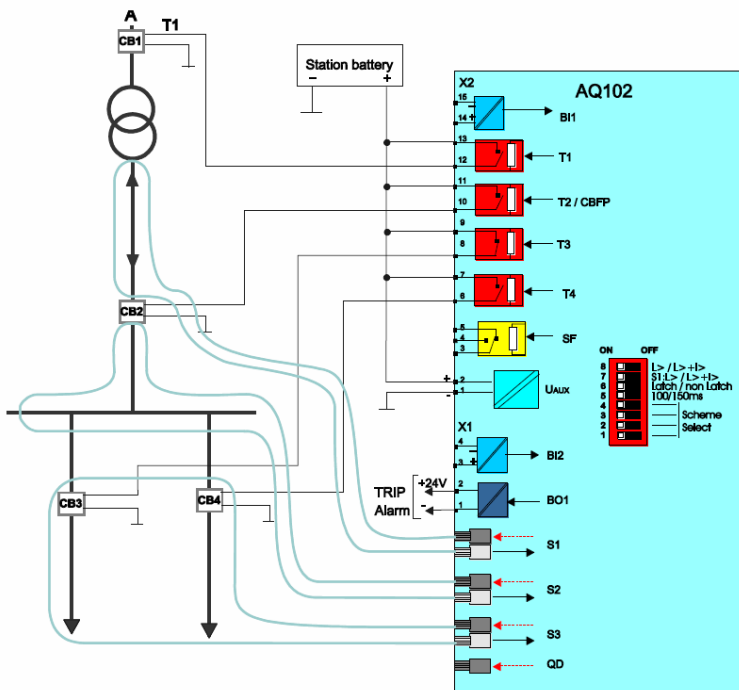 A
T1
CB1
Station battery
- +
X2
AQ102
15
-
+
14
BI1
13
12
T1
11
10
T2 / CBFP
9
8
T3
7
6
T4
CB2
5
4
3
SF
ON OFF
8 L> / L>+I>
7 S1:L> / L>+I>
6 Latch / non Latch
5 100/150ms
4
3 Scheme
2 Select
1
+
2
1
-
UAUX
X1
4
-
+
3
BI2
CB3
CB4
TRIP
Alarm
+24V
-
2
1
BO1
S1
S2
S3
QD